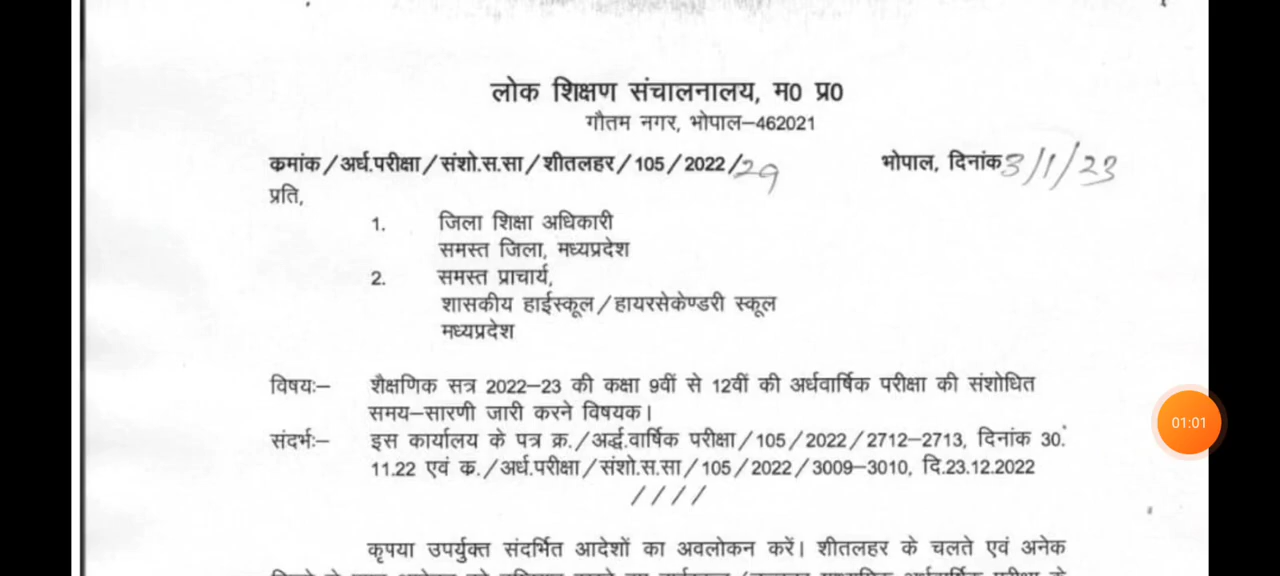 लोक शिक्षण संचालनालय, म0 प्र0
गौतम नगर, भोपाल–462021
कमांक/अर्ध.परीक्षा/संशो.स.सा/शीतलहर/105/2022/29 भोपाल, दिनांक 3/1/23
प्रति,
1. जिला शिक्षा अधिकारी
समस्त जिला, मध्यप्रदेश
2. समस्त प्राचार्य,
शासकीय हाईस्कूल/हायरसेकेण्डरी स्कूल
मध्यप्रदेश
विषयः– शैक्षणिक सत्र 2022–23 की कक्षा 9वीं से 12वीं की अर्धवार्षिक परीक्षा की संशोधित
समय–सारणी जारी करने विषयक।
संदर्भः– इस कार्यालय के पत्र क्र./अर्द्ध.वार्षिक परीक्षा/105/2022/2712–2713, दिनांक 30.
11.22 एवं क्र./अर्ध.परीक्षा/संशो.स.सा/105/2022/3009–3010, दि.23.12.2022
////
कृपया उपर्युक्त संदर्भित आदेशों का अवलोकन करें। शीतलहर के चलते एवं अनेक
01:01